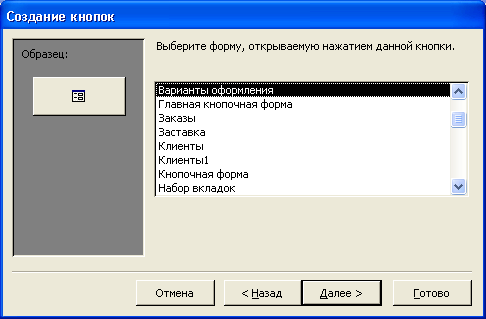 Создание кнопок
Образец:
Выберите форму, открываемую нажатием данной кнопки.
Варианты оформления
Главная кнопочная форма
Заказы
Заставка
Клиенты
Клиенты1
Кнопочная форма
Набор вкладок
Отмена
< Назад
Далее >
Готово